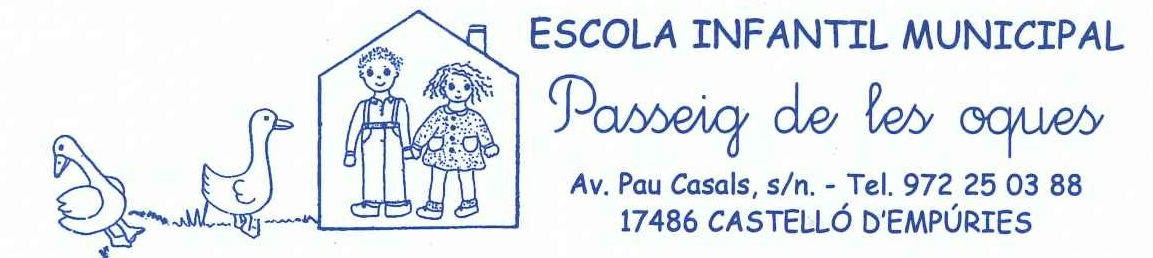 ESCOLA INFANTIL MUNICIPAL
Passeig de les oques
Av. Pau Casals, s/n. - Tel. 972 25 03 88
17486 CASTELLÓ D'EMPÚRIES